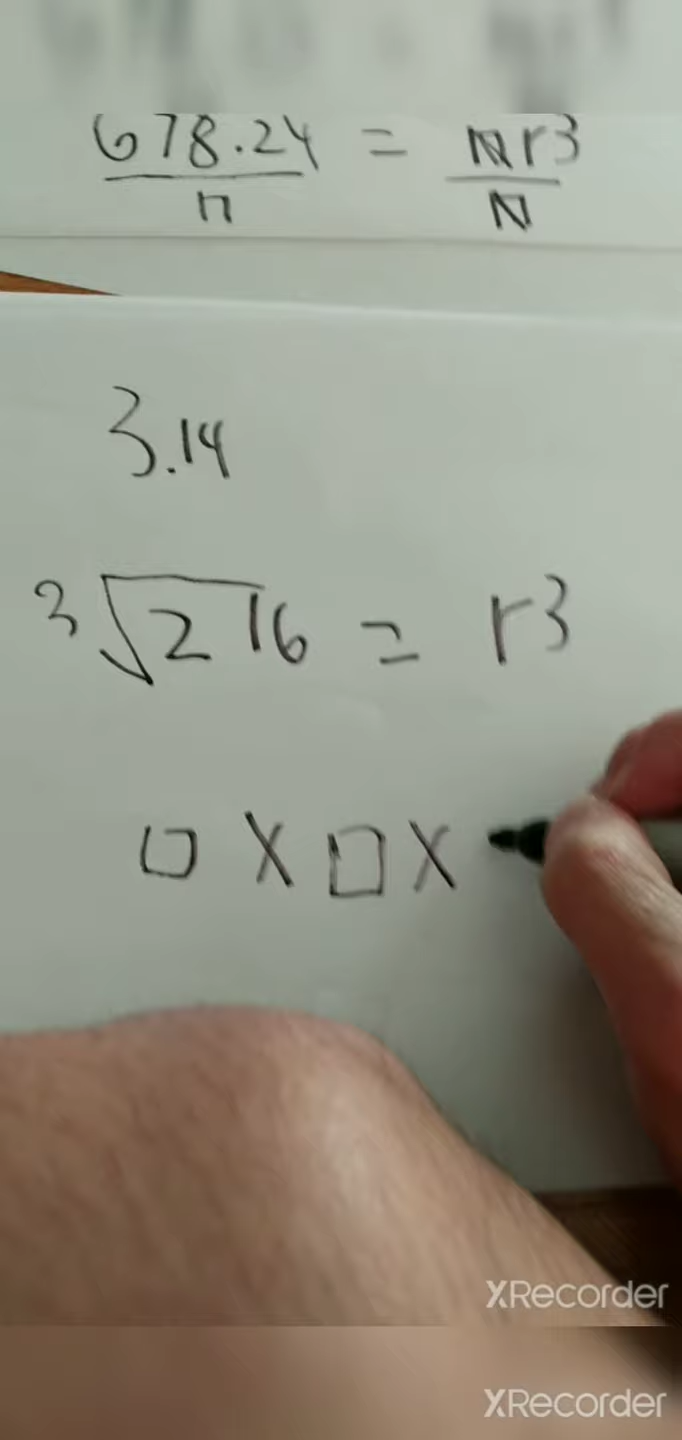 678.24 = πr3
π π
3.14
3√216 = r3
□ X □ X
XRecorder
XRecorder